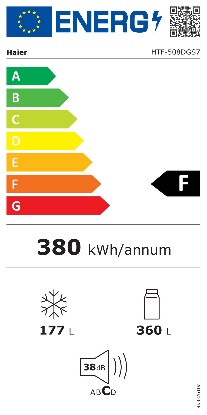 ENERG
Haier HTF-508DGS7
A
B
C
D
E
F F
G
380 kWh/annum
177 L 360 L
38dB
ABCD